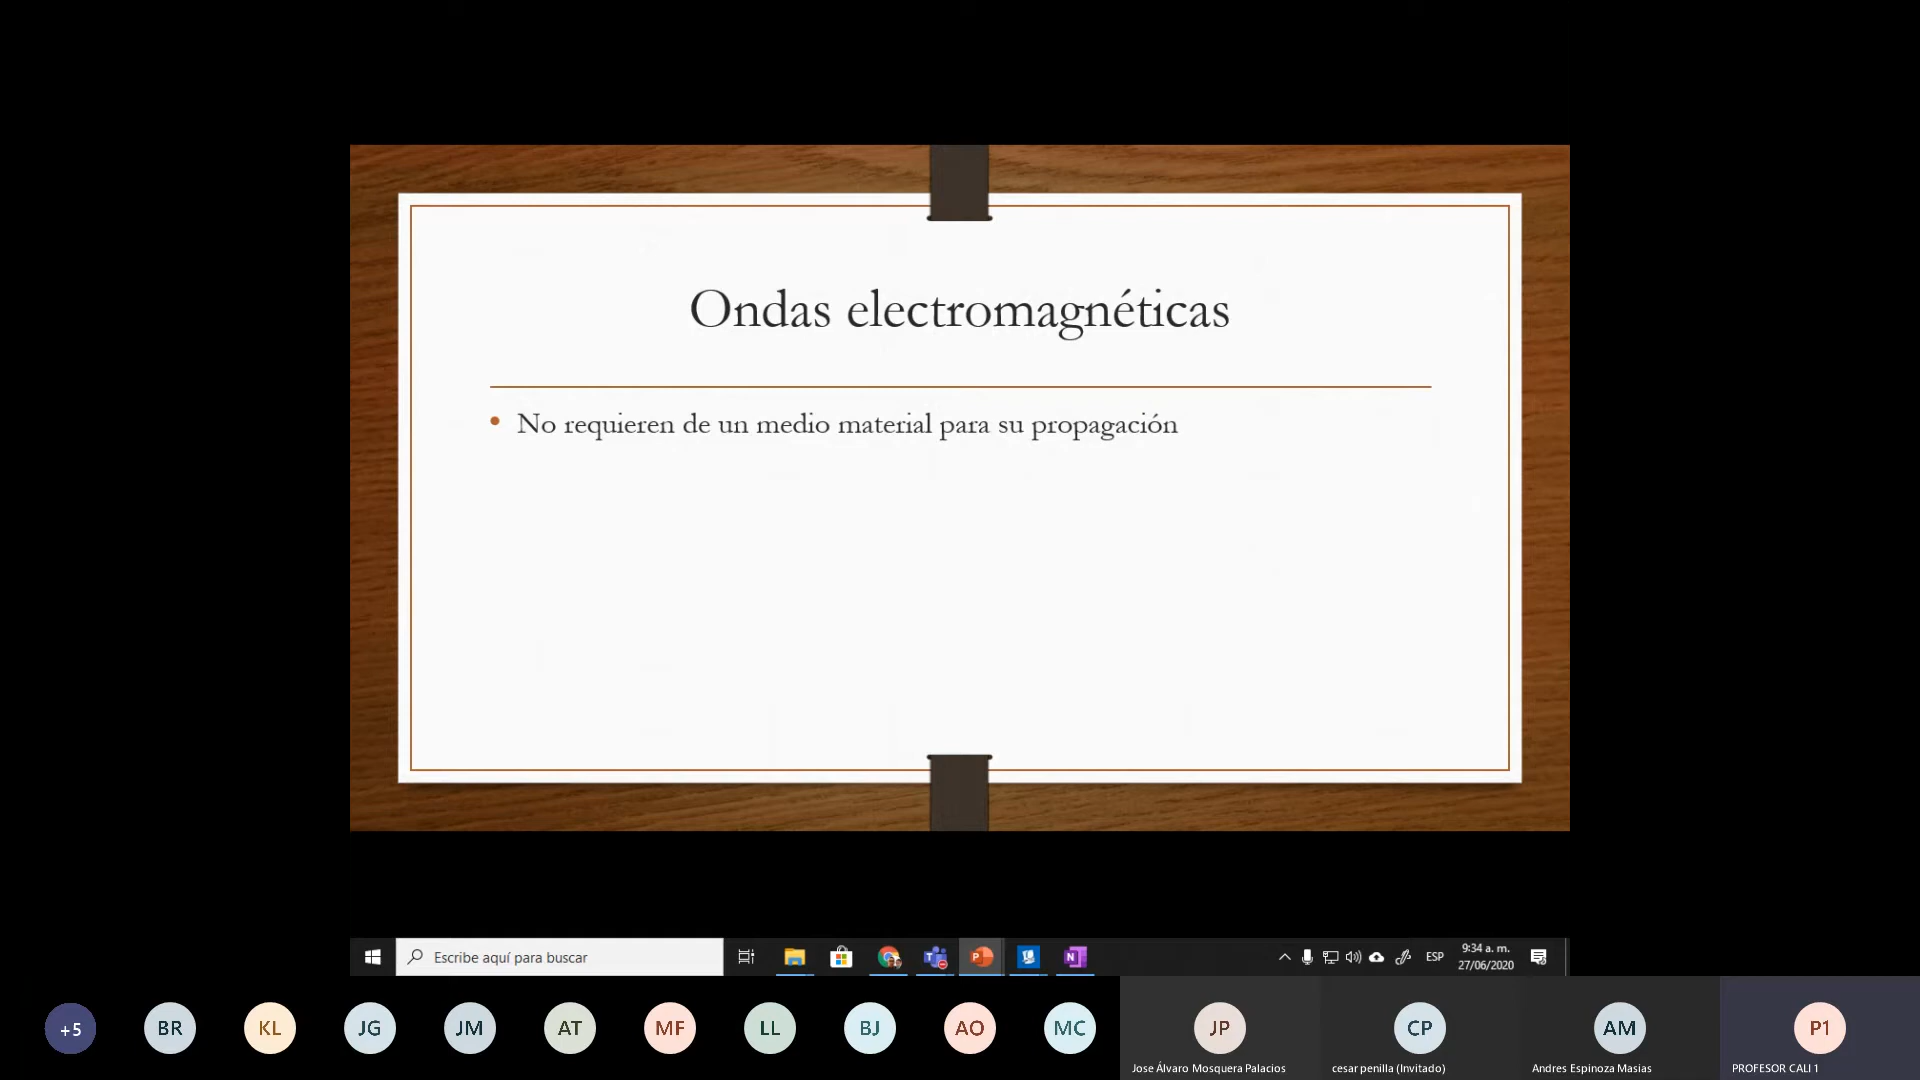 Ondas electromagnéticas
• No requieren de un medio material para su propagación
Escribe aquí para buscar
ESP
9:34 a. m.
27/06/2020
+5
BR
KL
JG
JM
AT
MF
LL
BJ
AO
MC
JP
CP
AM
P1
Jose Álvaro Mosquera Palacios
cesar penilla (Invitado)
Andres Espinoza Masias
PROFESOR CALI 1